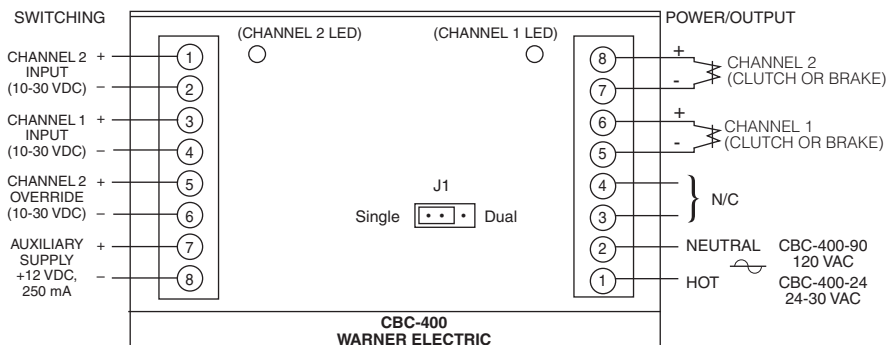 SWITCHING
POWER/OUTPUT
(CHANNEL 2 LED)
(CHANNEL 1 LED)
CHANNEL 2 +
INPUT
(10-30 VDC) –
CHANNEL 1 +
INPUT
(10-30 VDC) –
CHANNEL 2 +
OVERRIDE
(10-30 VDC) –
AUXILIARY +
SUPPLY
+12 VDC, –
250 mA
1
2
3
4
5
6
7
8
J1
Single
Dual
8
7
6
5
4
3
2
1
+
-
CHANNEL 2
(CLUTCH OR BRAKE)
+
-
CHANNEL 1
(CLUTCH OR BRAKE)
N/C
NEUTRAL
HOT
CBC-400-90
120 VAC
CBC-400-24
24-30 VAC
CBC-400
WARNER ELECTRIC